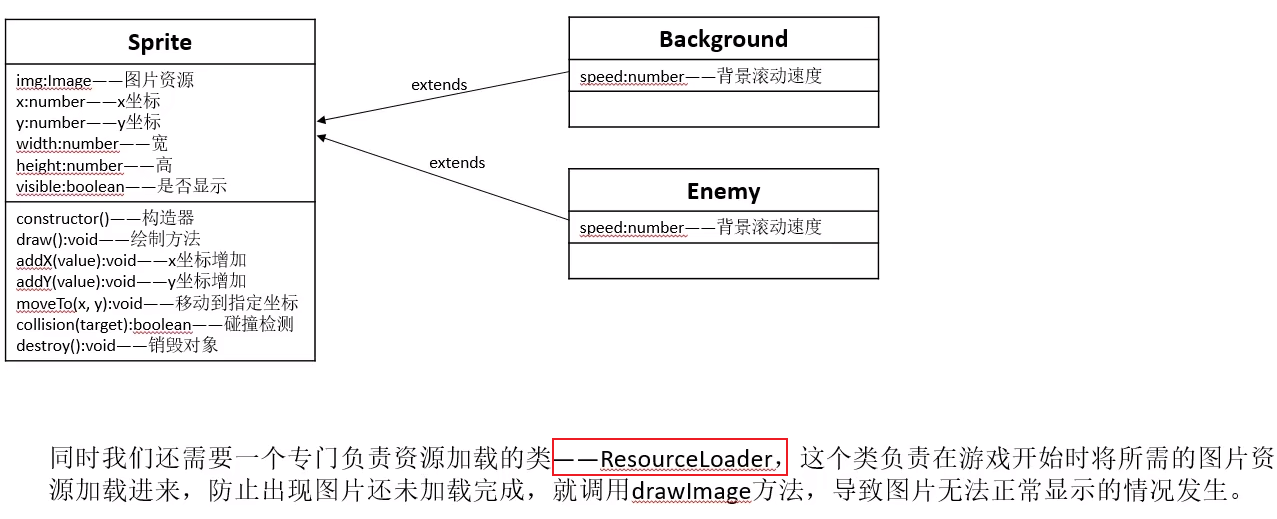 Sprite
img:Image——图片资源
x:number——x坐标
y:number——y坐标
width:number——宽
height:number——高
visible:boolean——是否显示
constructor()——构造器
draw():void——绘制方法
addX(value):void——x坐标增加
addY(value):void——y坐标增加
moveTo(x, y):void——移动到指定坐标
collision(target):boolean——碰撞检测
destroy():void——销毁对象
extends
extends
Background
speed:number——背景滚动速度
Enemy
speed:number——背景滚动速度
同时我们还需要一个专门负责资源加载的类——ResourceLoader，这个类负责在游戏开始时将所需的图片资
源加载进来，防止出现图片还未加载完成，就调用drawImage方法，导致图片无法正常显示的情况发生。